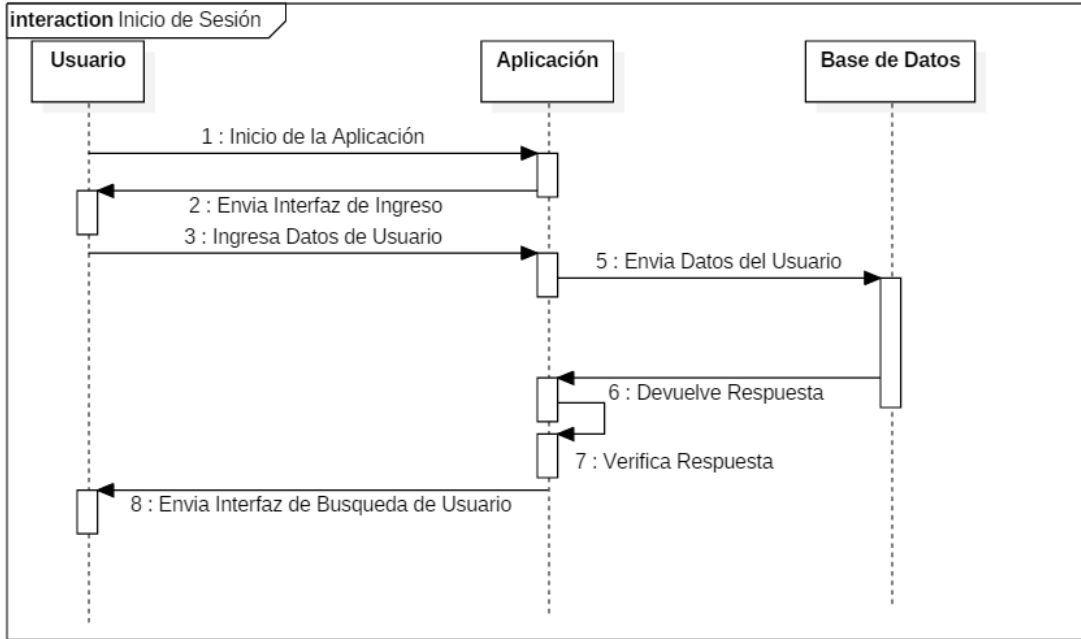 interaction Inicio de Sesión
Usuario
Aplicación
Base de Datos
1 : Inicio de la Aplicación
2 : Envia Interfaz de Ingreso
3 : Ingresa Datos de Usuario
5 : Envia Datos del Usuario
6 : Devuelve Respuesta
7 : Verifica Respuesta
8 : Envia Interfaz de Busqueda de Usuario